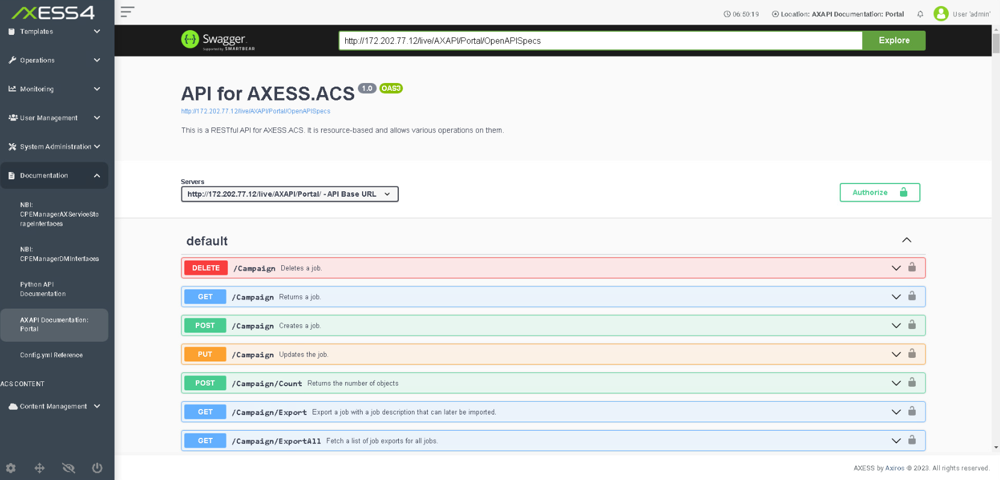 AXESS4
Templates
Operations
Monitoring
User Management
System Administration
Documentation
NBI:
CPEManagerAXServiceSto
rageInterfaces
NBI:
CPEManagerDMInterfaces
Python API
Documentation
AXAPI Documentation:
Portal
Config.yml Reference
ACS CONTENT
Content Management
06:50:19
Location: AXAPI Documentation: Portal
User 'admin'
Swagger.
Supported by SMARTBEAR
http://172.202.77.12/live/AXAPI/Portal/OpenAPISpecs
Explore
API for AXESS.ACS 1.0 OAS3
http://172.202.77.12/live/AXAPI/Portal/OpenAPISpecs
This is a RESTful API for AXESS.ACS. It is resource-based and allows various operations on them.
Servers
http://172.202.77.12/live/AXAPI/Portal/ - API Base URL
Authorize
default
DELETE /Campaign Deletes a job.
GET /Campaign Returns a job.
POST /Campaign Creates a job.
PUT /Campaign Updates the job.
POST /Campaign/Count Returns the number of objects
GET /Campaign/Export Export a job with a job description that can later be imported.
GET /Campaign/ExportAll Fetch a list of job exports for all jobs.
AXESS by Axiros © 2023. All rights reserved.